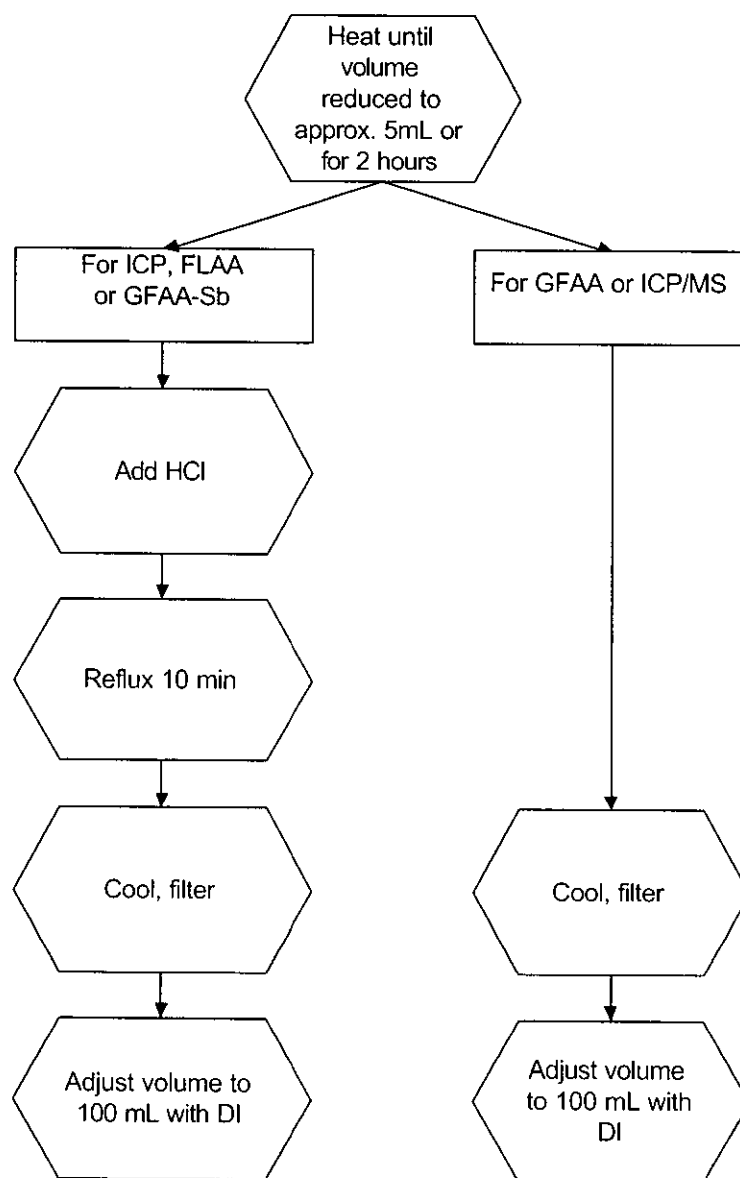 Heat until
volume
reduced to
approx. 5mL or
for 2 hours
For ICP, FLAA
or GFAA-Sb
For GFAA or ICP/MS
Add HCl
Reflux 10 min
Cool, filter
Cool, filter
Adjust volume to
100 mL with DI
Adjust volume
to 100 mL with
DI